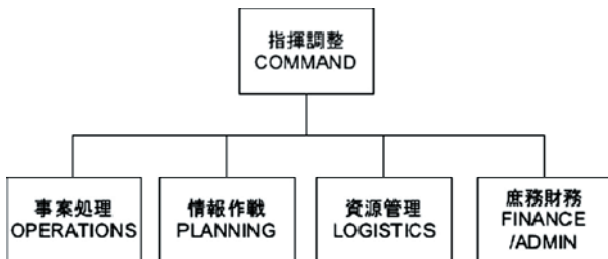 指揮調整
COMMAND
事案処理
OPERATIONS
情報作戦
PLANNING
資源管理
LOGISTICS
庶務財務
FINANCE
/ADMIN